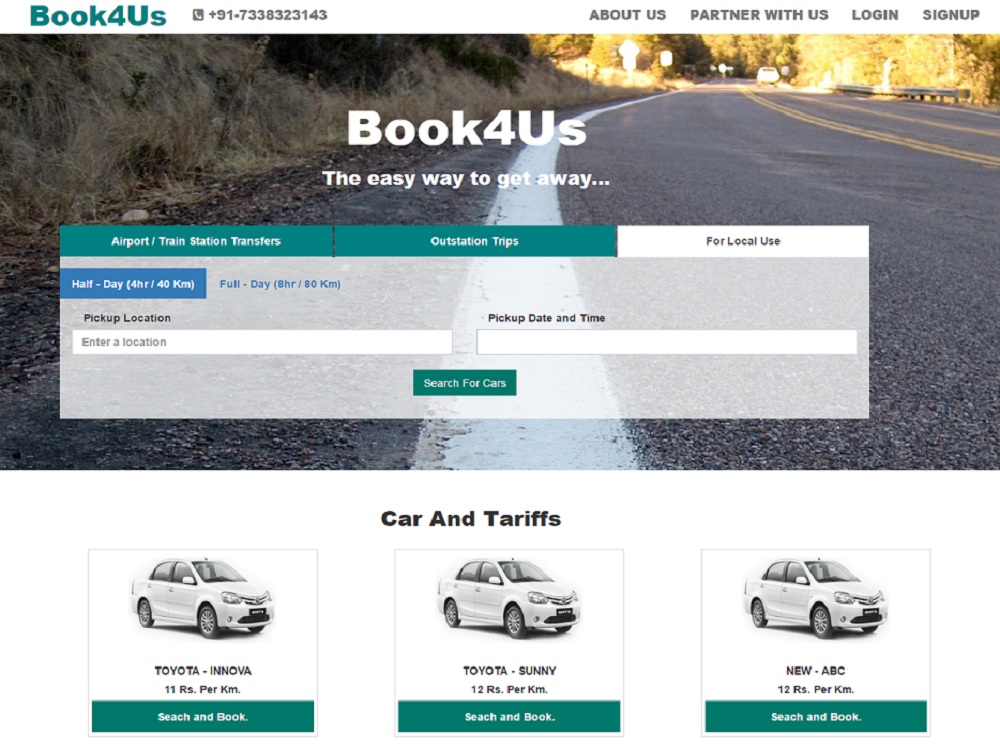 Book4Us +91-7338323143 ABOUT US PARTNER WITH US LOGIN SIGNUP
Book4Us
The easy way to get away...
Airport / Train Station Transfers Outstation Trips For Local Use
Half - Day (4hr / 40 Km) Full - Day (8hr / 80 Km)
Pickup Location Pickup Date and Time
Enter a location
Search For Cars
Car And Tariffs
TOYOTA - INNOVA TOYOTA - SUNNY NEW - ABC
11 Rs. Per Km. 12 Rs. Per Km. 12 Rs. Per Km.
Seach and Book. Seach and Book. Seach and Book.